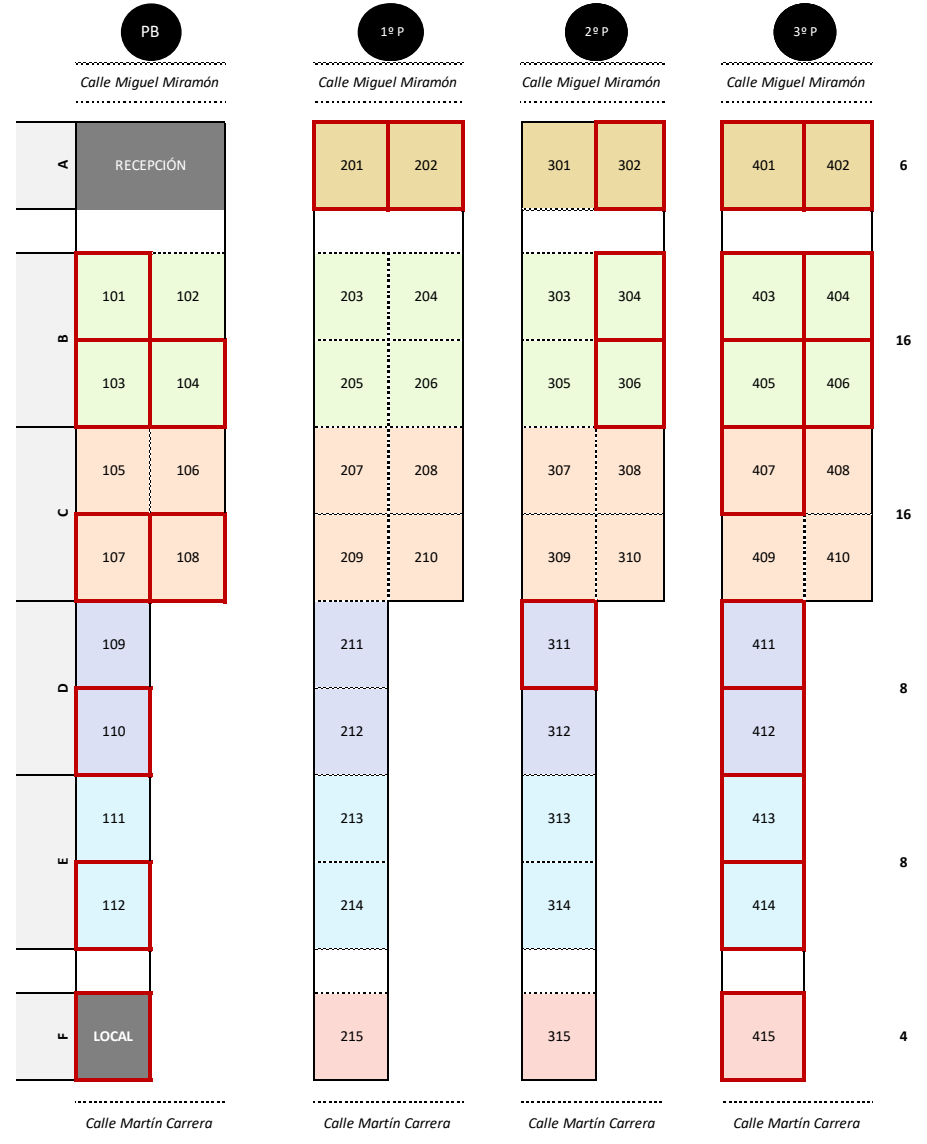 PB 1º P 2º P 3º P
Calle Miguel Miramón Calle Miguel Miramón Calle Miguel Miramón Calle Miguel Miramón
A RECEPCIÓN 201 202 301 302 401 402 6
101 102 203 204 303 304 403 404
B 16
103 104 205 206 305 306 405 406
105 106 207 208 307 308 407 408
C 16
107 108 209 210 309 310 409 410
109 211 311 411
D 8
110 212 312 412
111 213 313 413
E 8
112 214 314 414
F LOCAL 215 315 415 4
Calle Martín Carrera Calle Martín Carrera Calle Martín Carrera Calle Martín Carrera